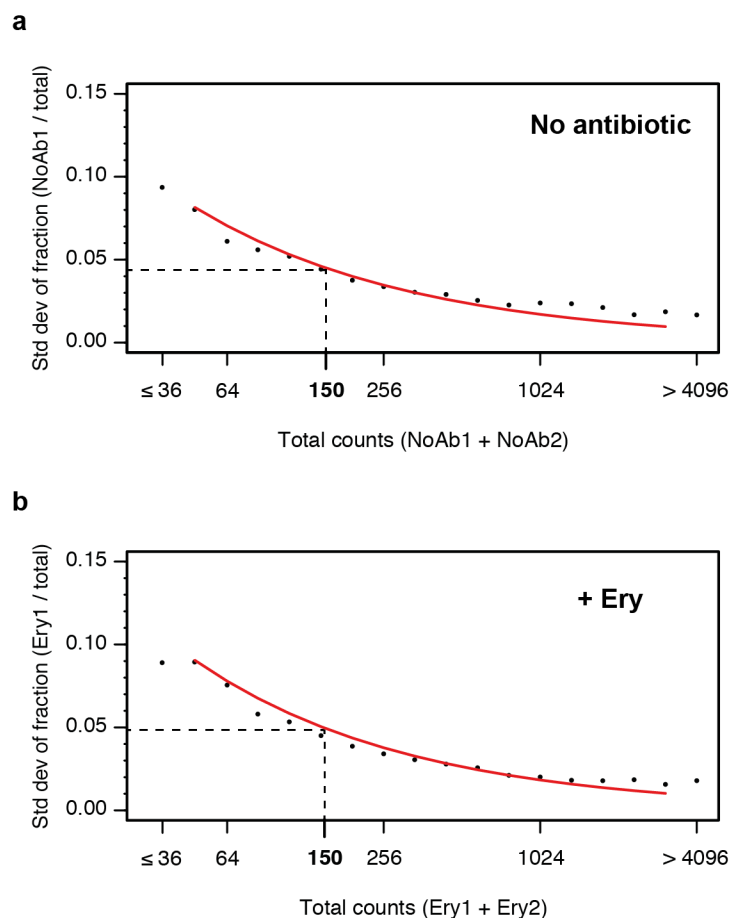 a
Std dev of fraction (NoAb1 / total)
0.15
0.10
0.05
0.00
No antibiotic
≤ 36 64 150 256 1024 > 4096
Total counts (NoAb1 + NoAb2)
b
Std dev of fraction (Ery1 / total)
0.15
0.10
0.05
0.00
+ Ery
≤ 36 64 150 256 1024 > 4096
Total counts (Ery1 + Ery2)